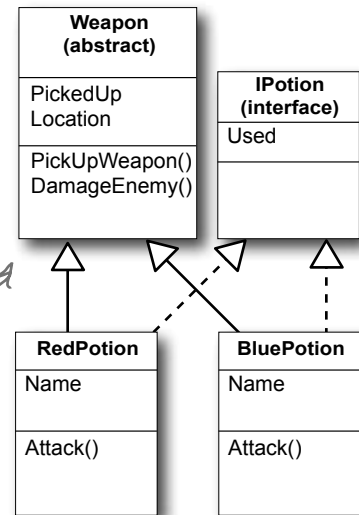 Weapon
(abstract)
PickedUp
Location
PickUpWeapon()
DamageEnemy()
IPotion
(interface)
Used
RedPotion
Name
Attack()
BluePotion
Name
Attack()